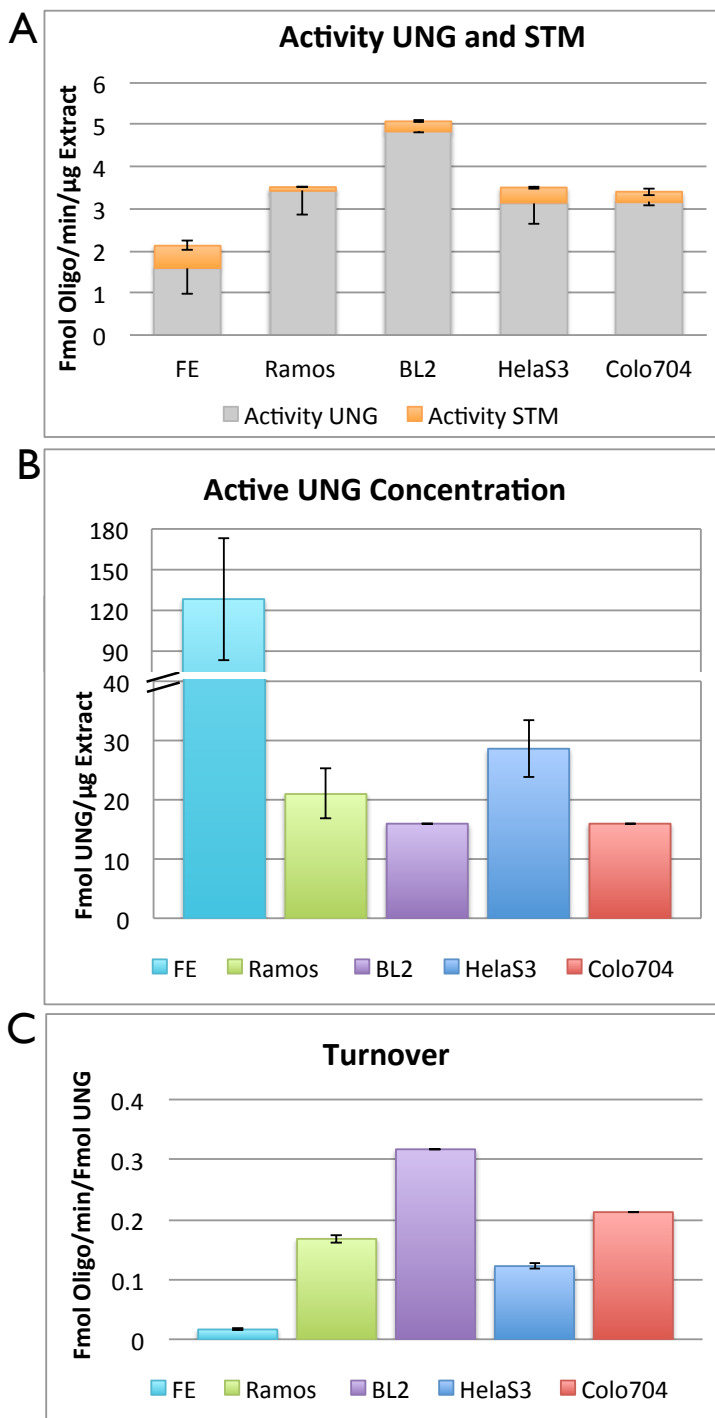 A
Activity UNG and STM
Fmol Oligo/min/µg Extract
6
5
4
3
2
1
0
FE Ramos BL2 HelaS3 Colo704
Activity UNG Activity STM
B
Active UNG Concentration
Fmol UNG/µg Extract
180
150
120
90
40
30
20
10
0
FE Ramos BL2 HelaS3 Colo704
C
Turnover
Fmol Oligo/min/Fmol UNG
0.4
0.3
0.2
0.1
0
FE Ramos BL2 HelaS3 Colo704